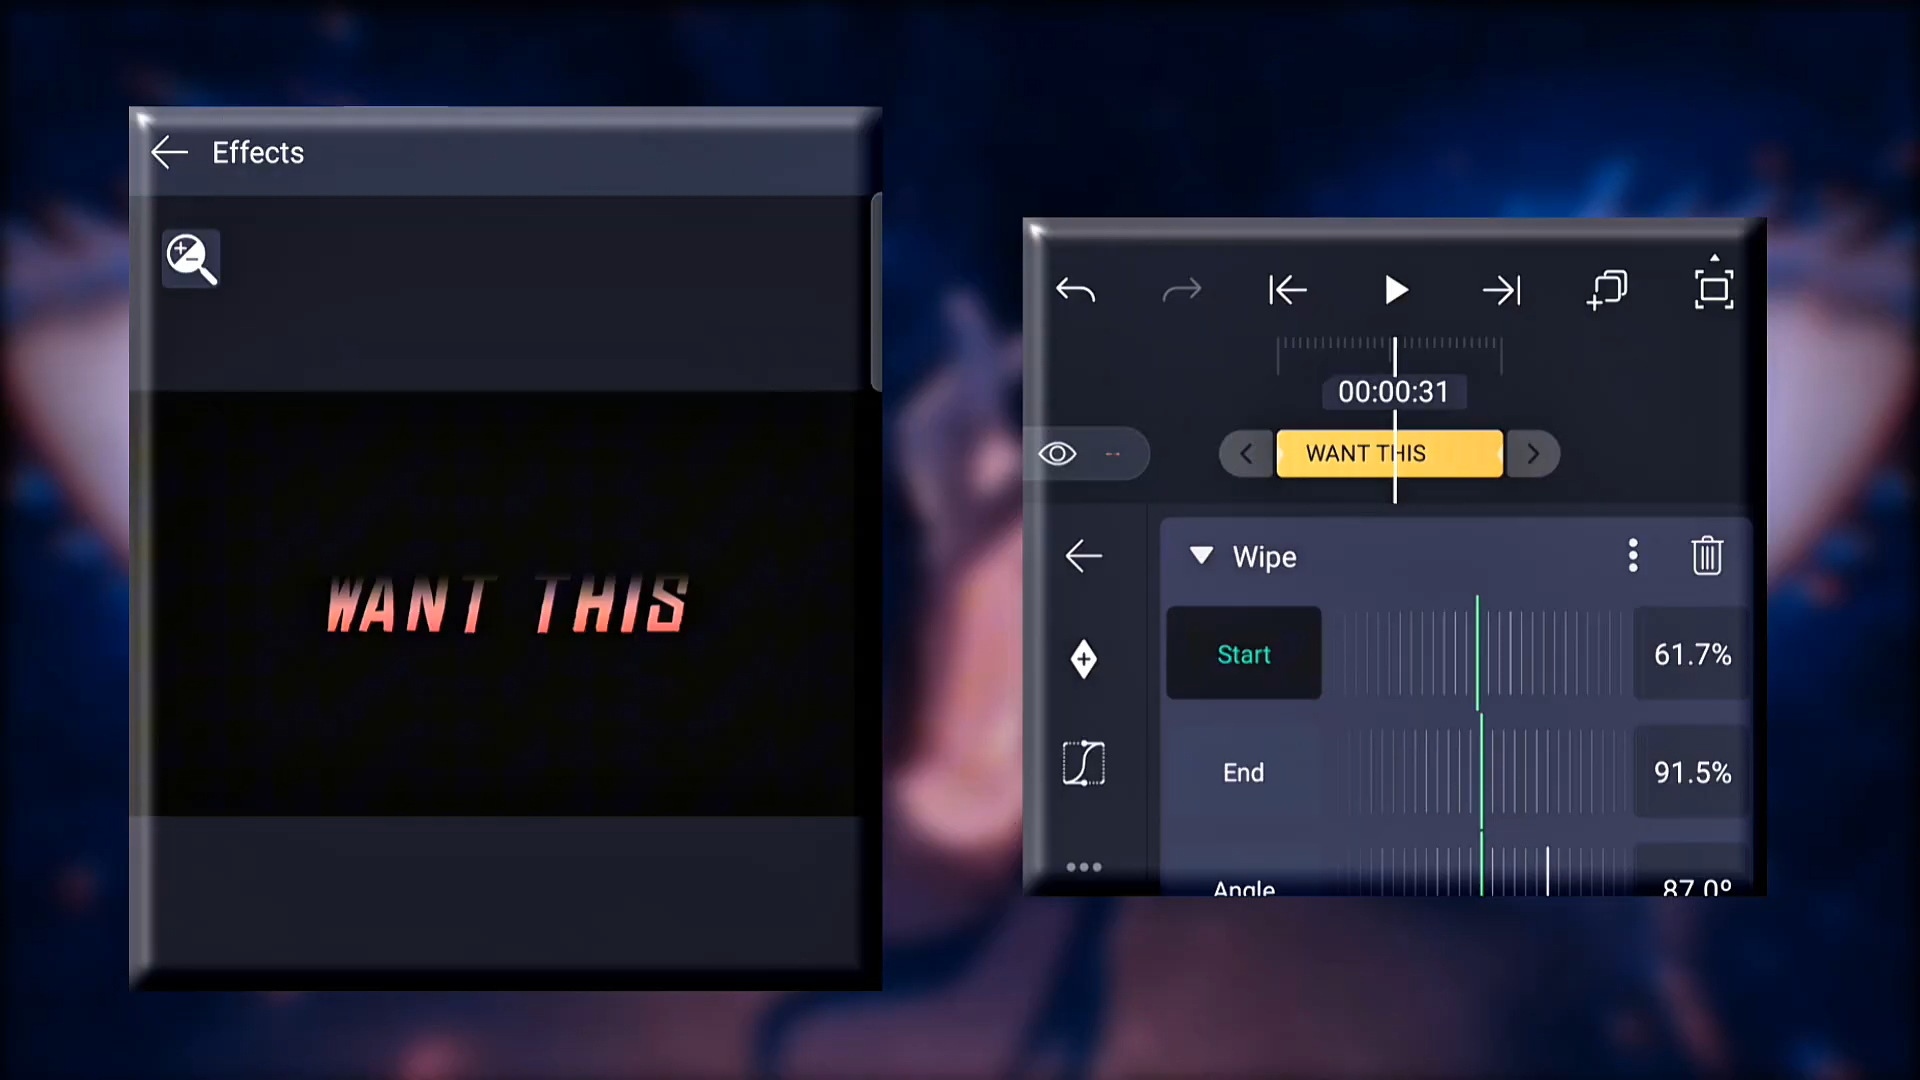 Effects
WANT THIS
00:00:31
WANT THIS
Wipe
Start 61.7%
End 91.5%
Angle 87.0°